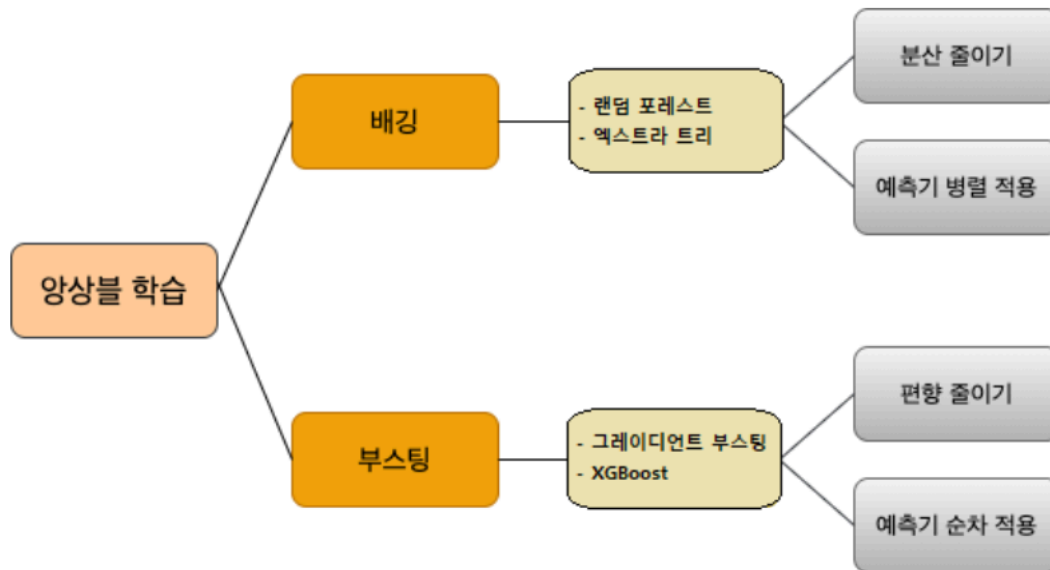 앙상블 학습
배깅
- 랜덤 포레스트
- 엑스트라 트리
분산 줄이기
예측기 병렬 적용
부스팅
- 그레이디언트 부스팅
- XGBoost
편향 줄이기
예측기 순차 적용